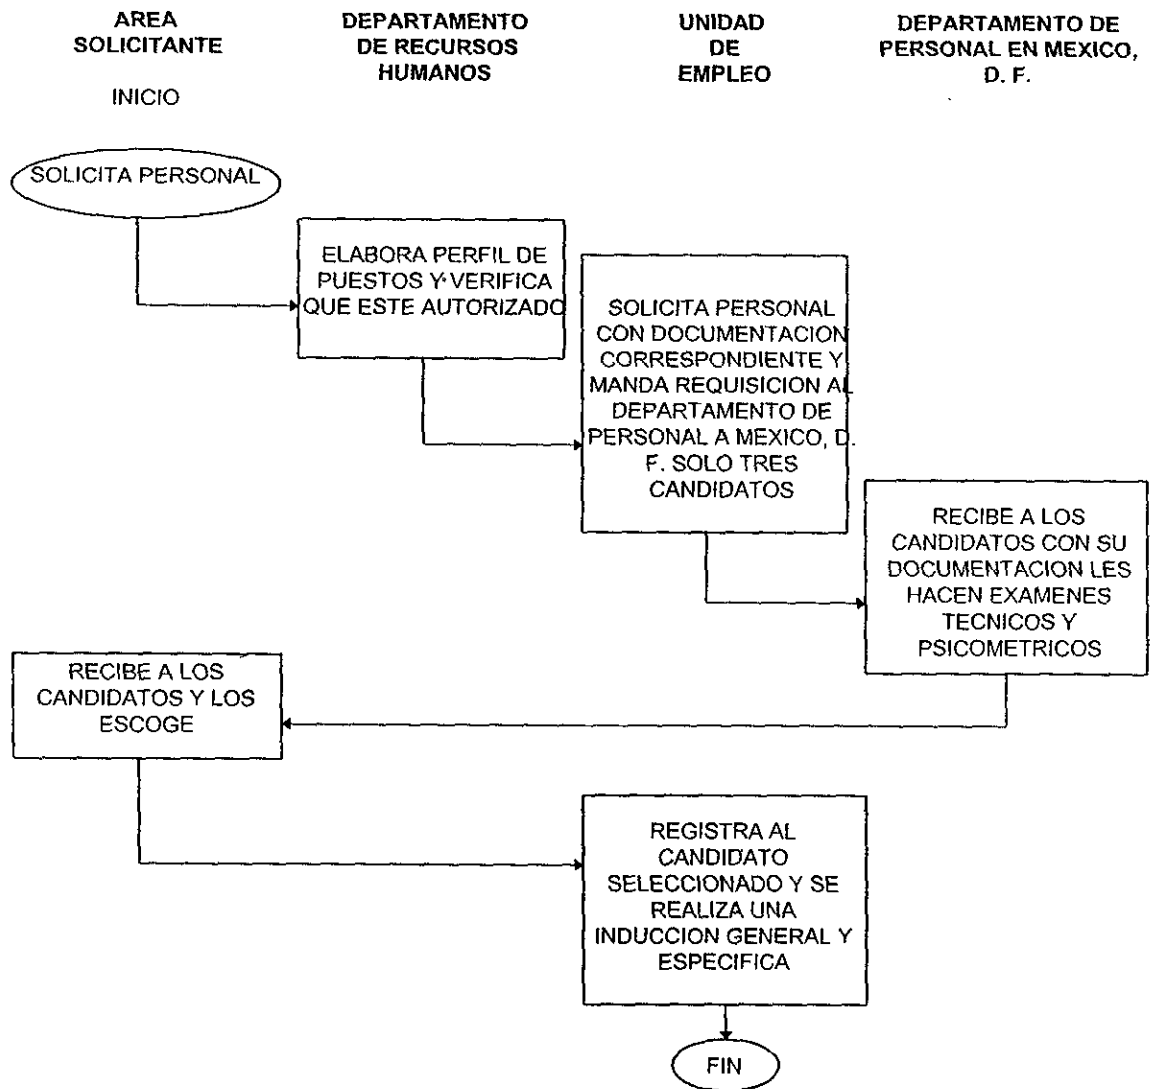 AREA
SOLICITANTE
INICIO
DEPARTAMENTO
DE RECURSOS
HUMANOS
UNIDAD
DE
EMPLEO
DEPARTAMENTO DE
PERSONAL EN MEXICO,
D. F.
SOLICITA PERSONAL
ELABORA PERFIL DE
PUESTOS Y VERIFICA
QUE ESTE AUTORIZADO
SOLICITA PERSONAL
CON DOCUMENTACION
CORRESPONDIENTE Y
MANDA REQUISICION AL
DEPARTAMENTO DE
PERSONAL A MEXICO, D.
F. SOLO TRES
CANDIDATOS
RECIBE A LOS
CANDIDATOS CON SU
DOCUMENTACION LES
HACEN EXAMENES
TECNICOS Y
PSICOMETRICOS
RECIBE A LOS
CANDIDATOS Y LOS
ESCOGE
REGISTRA AL
CANDIDATO
SELECCIONADO Y SE
REALIZA UNA
INDUCCION GENERAL Y
ESPECIFICA
FIN